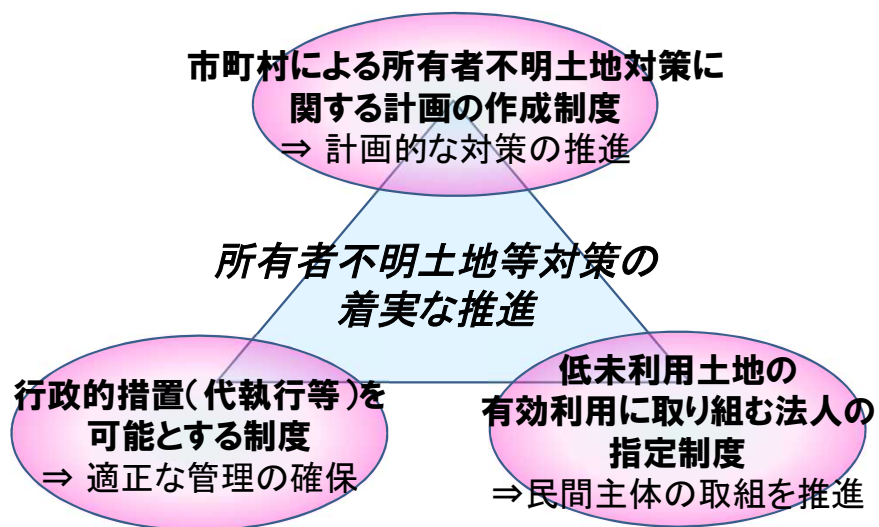 市町村による所有者不明土地対策に
関する計画の作成制度
⇒ 計画的な対策の推進
所有者不明土地等対策の
着実な推進
行政的措置(代執行等)を
可能とする制度
⇒ 適正な管理の確保
低未利用土地の
有効利用に取り組む法人の
指定制度
⇒民間主体の取組を推進